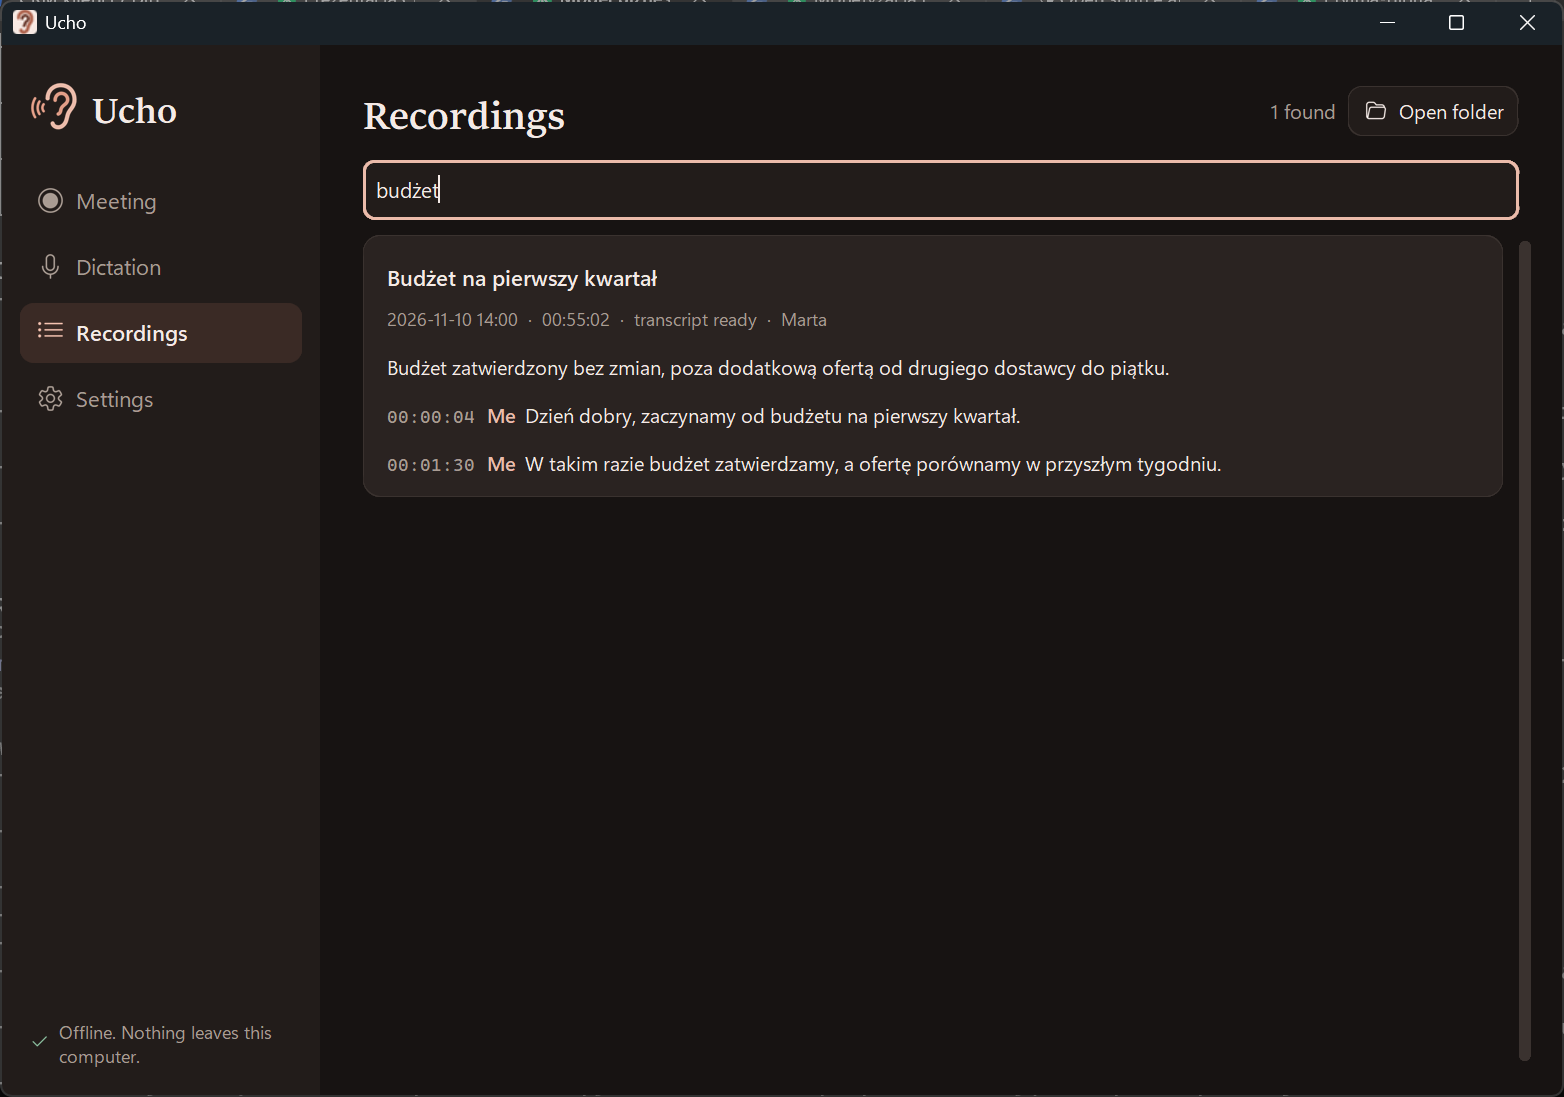 Ucho
Ucho
Meeting
Dictation
Recordings
Settings
Offline. Nothing leaves this
computer.
Recordings
1 found
Open folder
budżet
Budżet na pierwszy kwartał
2026-11-10 14:00 · 00:55:02 · transcript ready · Marta
Budżet zatwierdzony bez zmian, poza dodatkową ofertą od drugiego dostawcy do piątku.
00:00:04 Me Dzień dobry, zaczynamy od budżetu na pierwszy kwartał.
00:01:30 Me W takim razie budżet zatwierdzamy, a ofertę porównamy w przyszłym tygodniu.